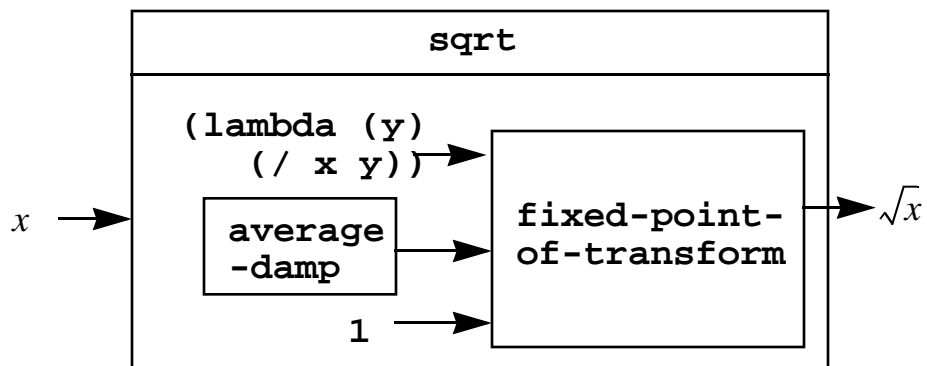 sqrt
(lambda (y)
(/ x y))
x
average
-damp
1
fixed-point-
of-transform
√x